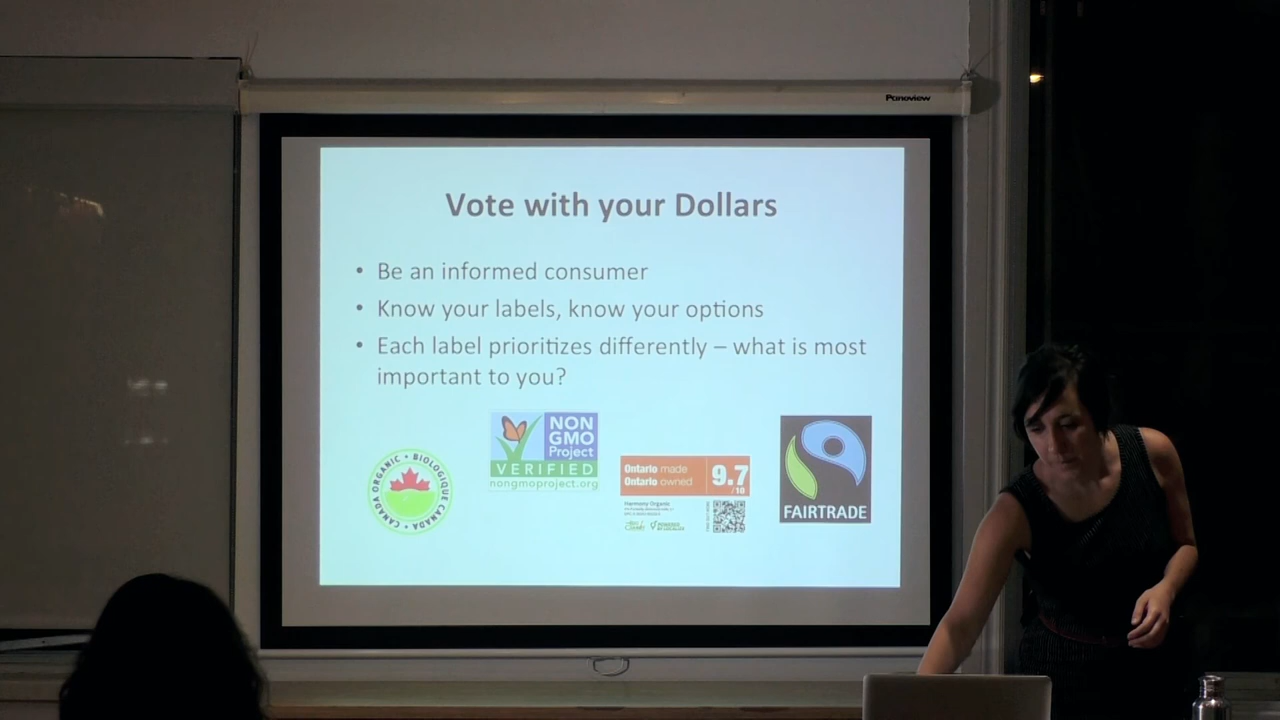 Panoview
Vote with your Dollars
• Be an informed consumer
• Know your labels, know your options
• Each label prioritizes differently – what is most
important to you?
CANADA ORGANIC • BIOLOGIQUE CANADA •
NON
GMO
Project
VERIFIED
nongmoproject.org
Ontario made
Ontario owned
9.7
/10
Harmony Organic
FAIRTRADE